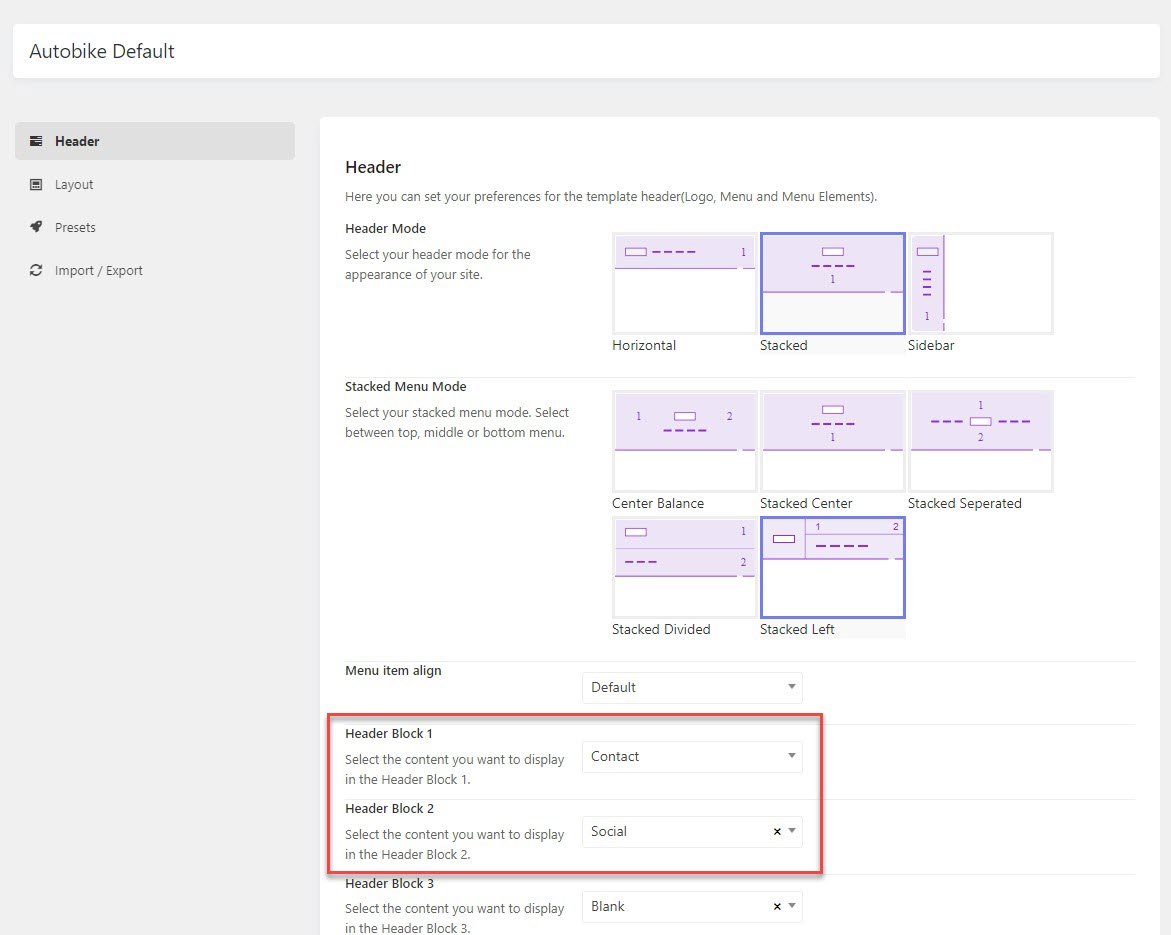 Autobike Default
Header
Layout
Presets
Import / Export
Header
Here you can set your preferences for the template header(Logo, Menu and Menu Elements).
Header Mode
Select your header mode for the
appearance of your site.
1
1
1
Horizontal
Stacked
Sidebar
Stacked Menu Mode
Select your stacked menu mode. Select
between top, middle or bottom menu.
1 2
1
1
2
Center Balance
Stacked Center
Stacked Seperated
1
2
1 2
Stacked Divided
Stacked Left
Menu item align
Default
Header Block 1
Select the content you want to display
in the Header Block 1.
Contact
Header Block 2
Select the content you want to display
in the Header Block 2.
Social ×
Header Block 3
Select the content you want to display
in the Header Block 3.
Blank ×